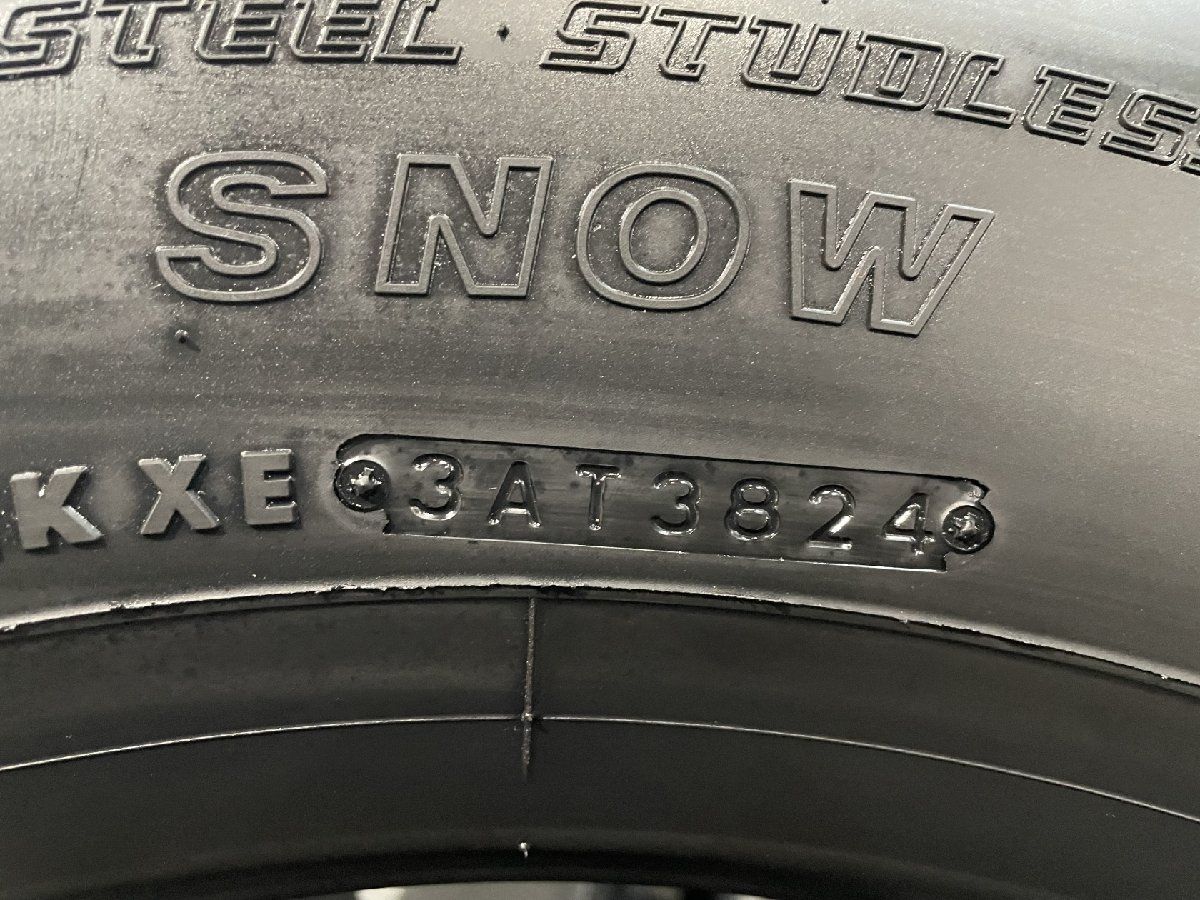 STEEL STUDLESS
SNOW
KXE 3AT3824